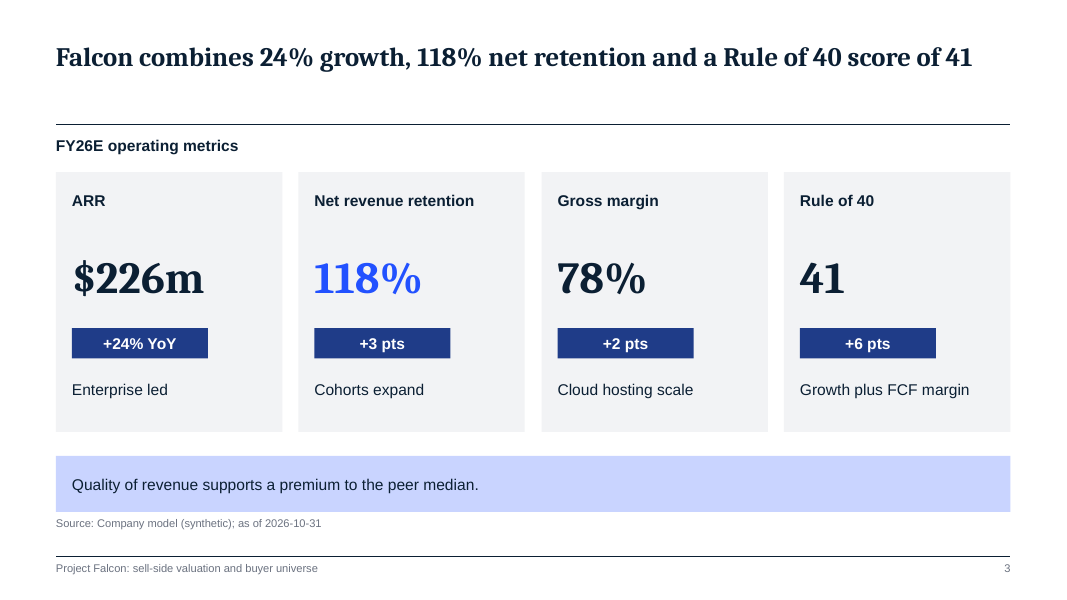 Falcon combines 24% growth, 118% net retention and a Rule of 40 score of 41
FY26E operating metrics
ARR
$226m
+24% YoY
Enterprise led
Net revenue retention
118%
+3 pts
Cohorts expand
Gross margin
78%
+2 pts
Cloud hosting scale
Rule of 40
41
+6 pts
Growth plus FCF margin
Quality of revenue supports a premium to the peer median.
Source: Company model (synthetic); as of 2026-10-31
Project Falcon: sell-side valuation and buyer universe
3